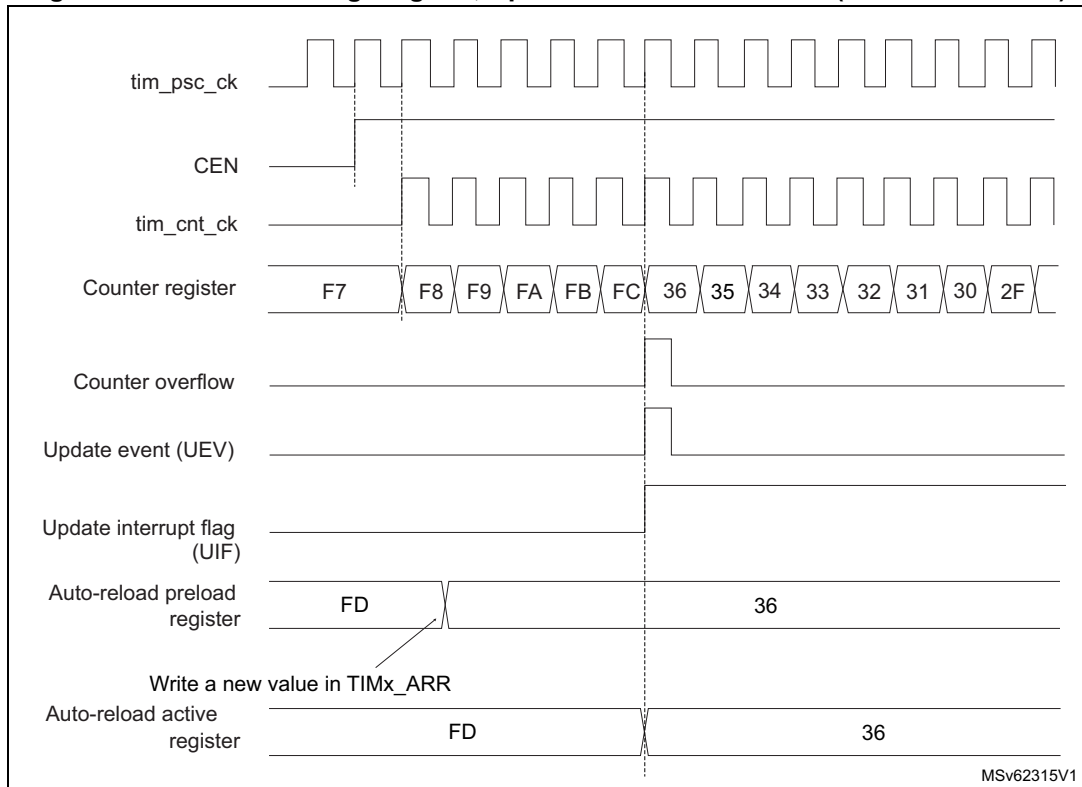 tim_psc_ck
CEN
tim_cnt_ck
Counter register F7 F8 F9 FA FB FC 36 35 34 33 32 31 30 2F
Counter overflow
Update event (UEV)
Update interrupt flag
(UIF)
Auto-reload preload
register
FD 36
Write a new value in TIMx_ARR
Auto-reload active
register
FD 36
MSv62315V1